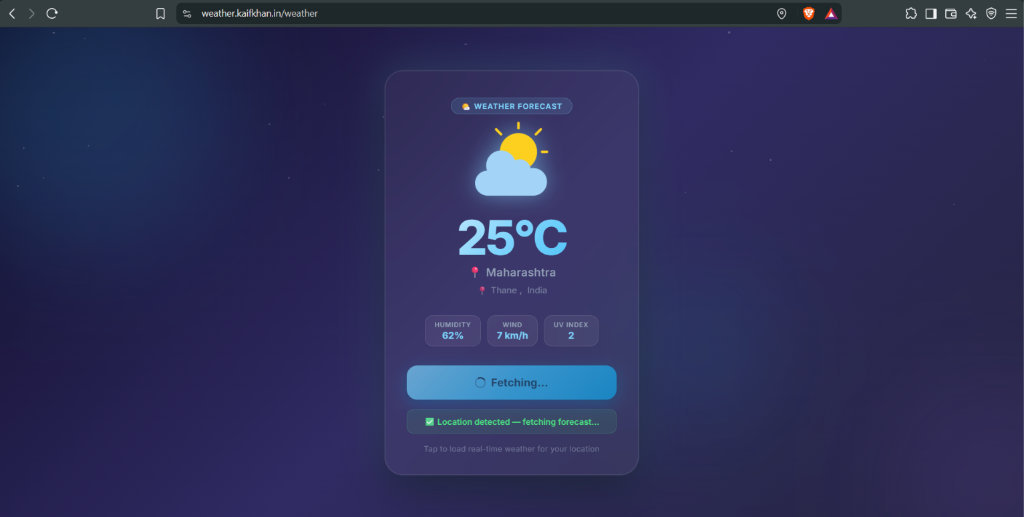 weather.kaifkhan.in/weather
WEATHER FORECAST
25°C
Maharashtra
Thane , India
HUMIDITY
62%
WIND
7 km/h
UV INDEX
2
Fetching...
Location detected — fetching forecast...
Tap to load real-time weather for your location